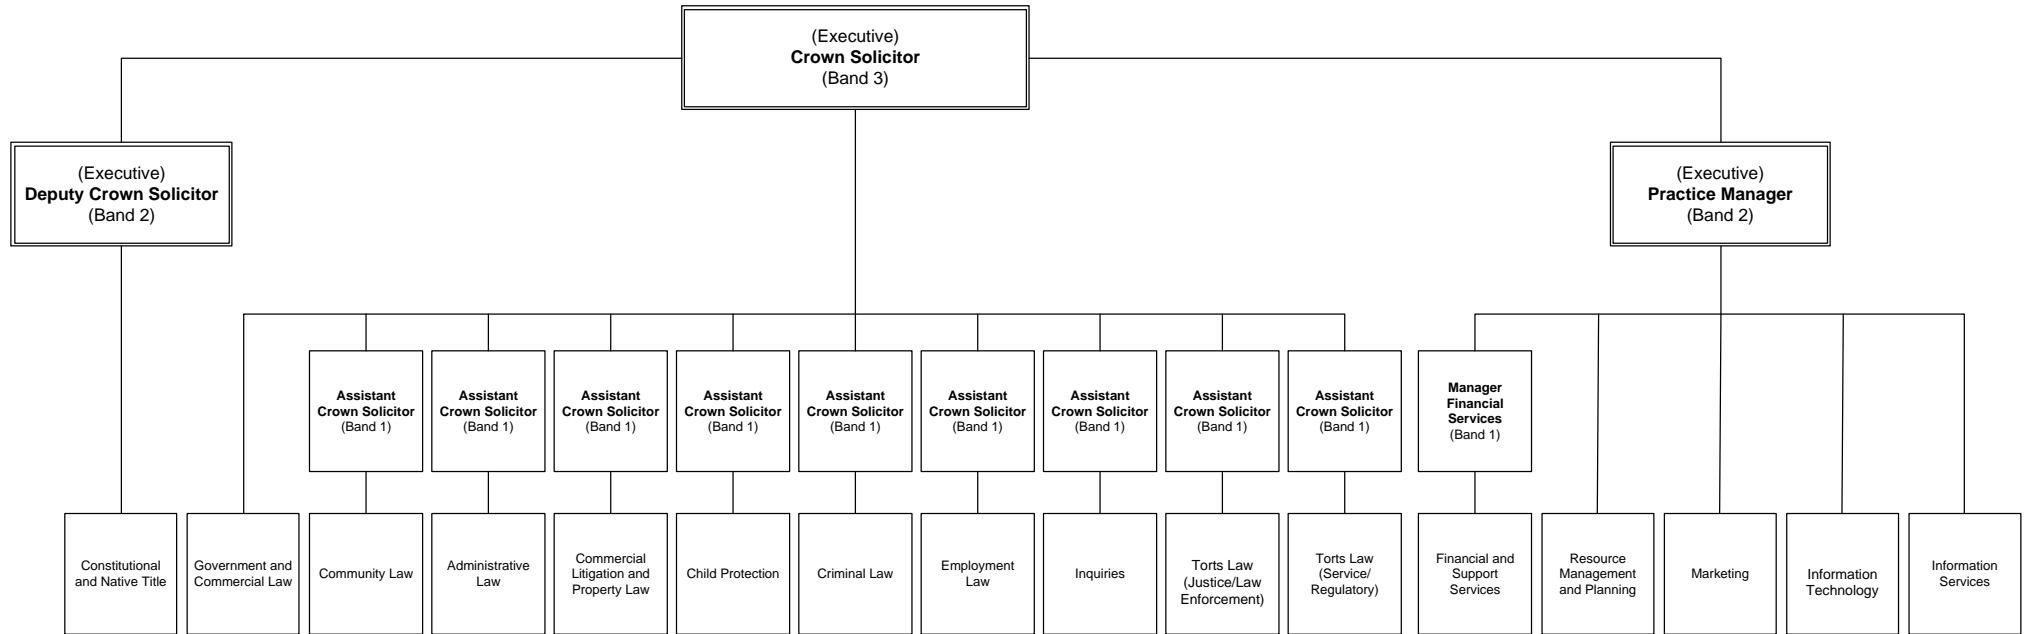 (Executive)
Crown Solicitor
(Band 3)
(Executive)
Deputy Crown Solicitor
(Band 2)
(Executive)
Practice Manager
(Band 2)
Assistant
Crown Solicitor
(Band 1)
Assistant
Crown Solicitor
(Band 1)
Assistant
Crown Solicitor
(Band 1)
Assistant
Crown Solicitor
(Band 1)
Assistant
Crown Solicitor
(Band 1)
Assistant
Crown Solicitor
(Band 1)
Assistant
Crown Solicitor
(Band 1)
Assistant
Crown Solicitor
(Band 1)
Assistant
Crown Solicitor
(Band 1)
Manager
Financial
Services
(Band 1)
Constitutional
and Native Title
Government and
Commercial Law
Community Law
Administrative
Law
Commercial
Litigation and
Property Law
Child Protection
Criminal Law
Employment
Law
Inquiries
Torts Law
(Justice/Law
Enforcement)
Torts Law
(Service/
Regulatory)
Financial and
Support
Services
Resource
Management
and Planning
Marketing
Information
Technology
Information
Services